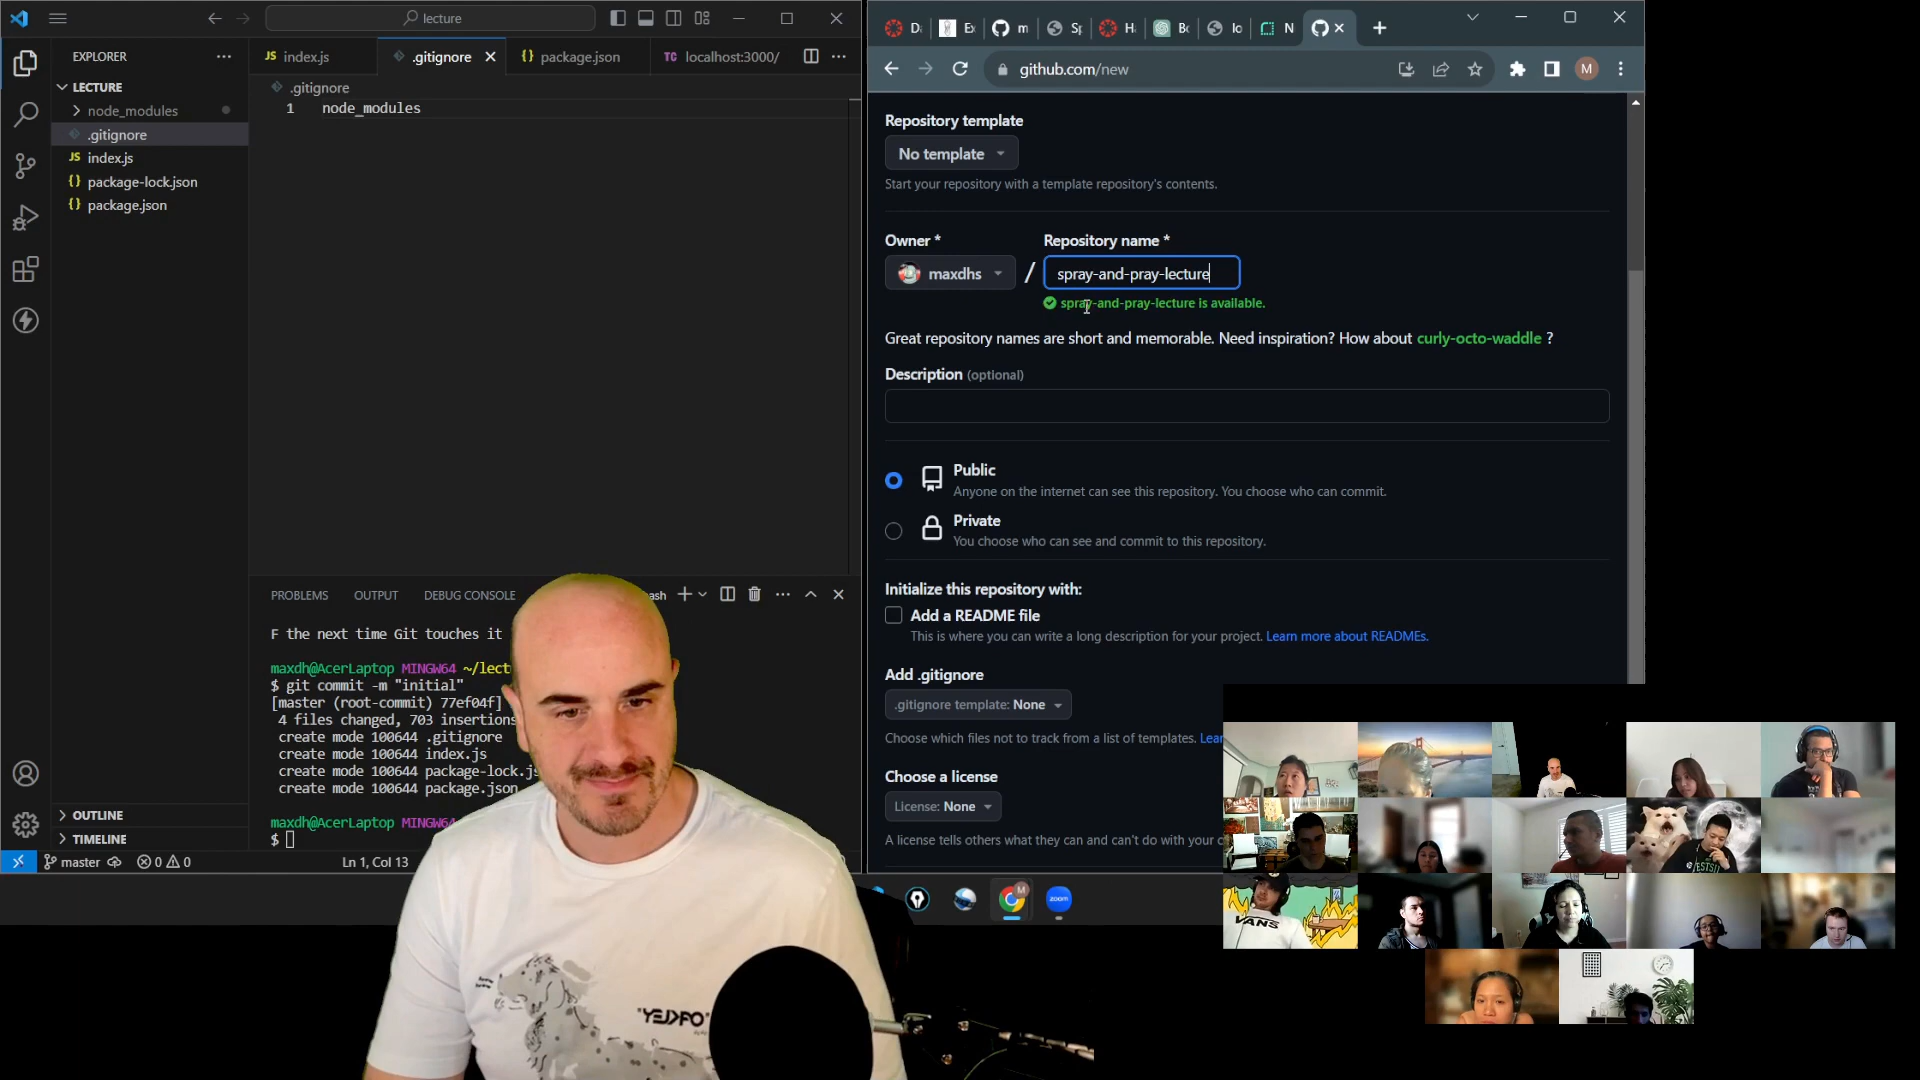 lecture
index.js
.gitignore
package.json
localhost:3000/
EXPLORER
LECTURE
node_modules
.gitignore
index.js
package-lock.json
package.json
.gitignore
1 node_modules
PROBLEMS OUTPUT DEBUG CONSOLE ash
F the next time Git touches it
maxdh@AcerLaptop MINGW64 ~/lect
$ git commit -m "initial"
[master (root-commit) 77ef04f]
4 files changed, 703 insertions
create mode 100644 .gitignore
create mode 100644 index.js
create mode 100644 package-lock.js
create mode 100644 package.json
maxdh@AcerLaptop MINGW64
$
OUTLINE
TIMELINE
master 0 0
Ln 1, Col 13
github.com/new
M
Repository template
No template
Start your repository with a template repository's contents.
Owner * Repository name *
maxdhs / spray-and-pray-lecture
spray-and-pray-lecture is available.
Great repository names are short and memorable. Need inspiration? How about curly-octo-waddle ?
Description (optional)
Public
Anyone on the internet can see this repository. You choose who can commit.
Private
You choose who can see and commit to this repository.
Initialize this repository with:
Add a README file
This is where you can write a long description for your project. Learn more about READMEs.
Add .gitignore
.gitignore template: None
Choose which files not to track from a list of templates. Lear
Choose a license
License: None
A license tells others what they can and can't do with your c
zoom
VANS